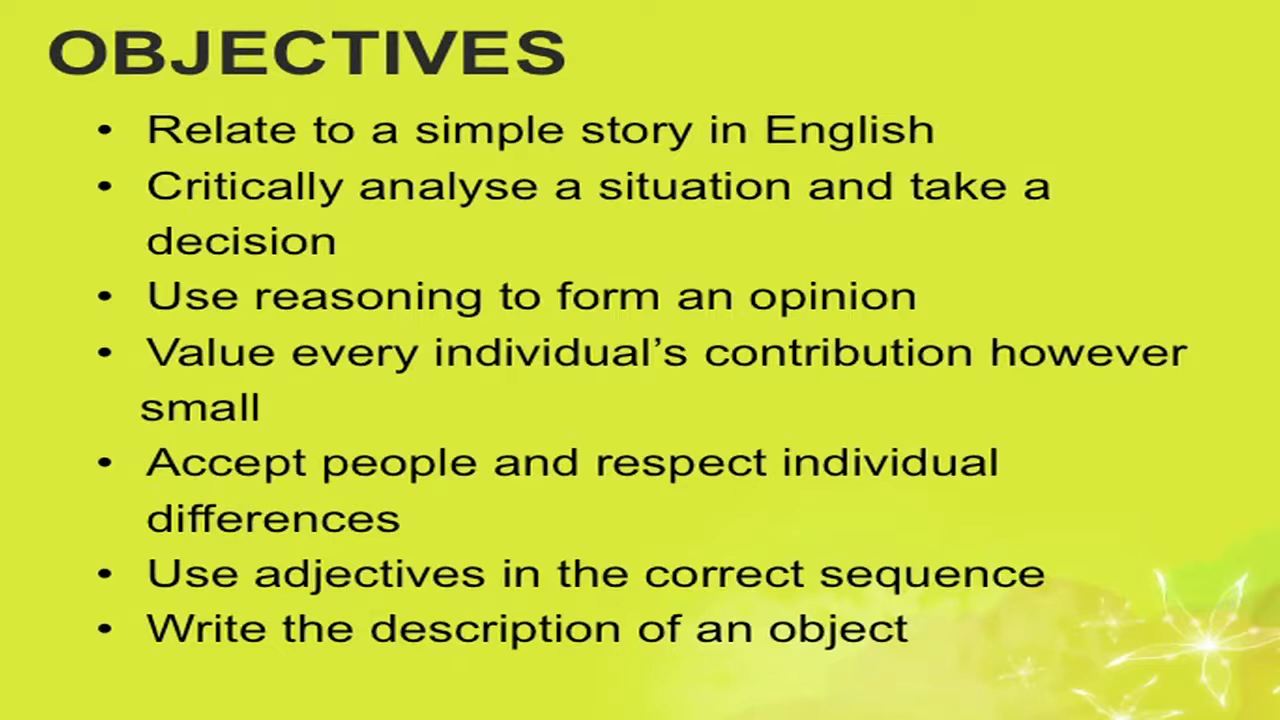 OBJECTIVES
• Relate to a simple story in English
• Critically analyse a situation and take a
decision
• Use reasoning to form an opinion
• Value every individual’s contribution however
small
• Accept people and respect individual
differences
• Use adjectives in the correct sequence
• Write the description of an object